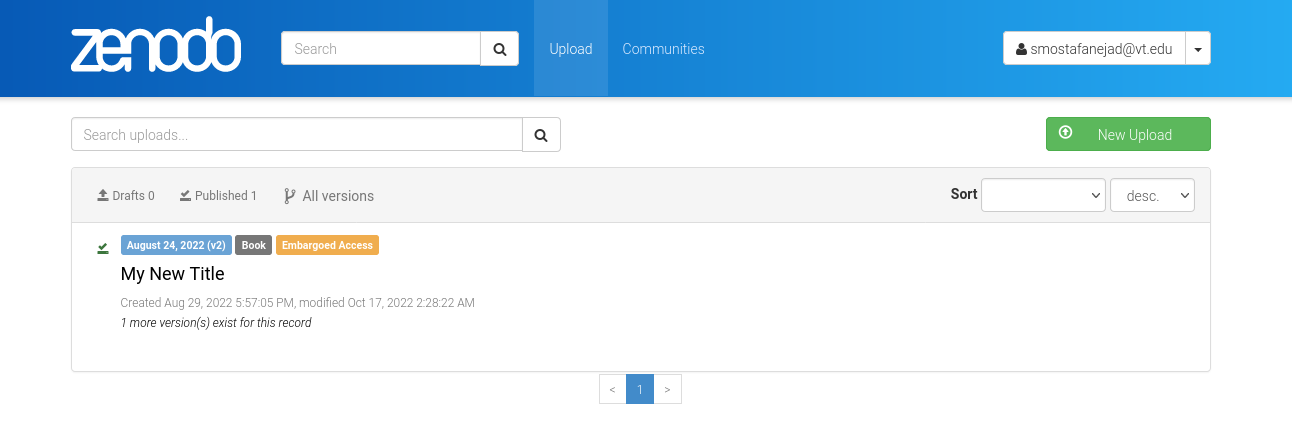 zenodo
Search
Upload
Communities
smostafanejad@vt.edu
Search uploads...
New Upload
Drafts 0
Published 1
All versions
Sort
desc.
August 24, 2022 (v2)
Book
Embargoed Access
My New Title
Created Aug 29, 2022 5:57:05 PM, modified Oct 17, 2022 2:28:22 AM
1 more version(s) exist for this record
< 1 >